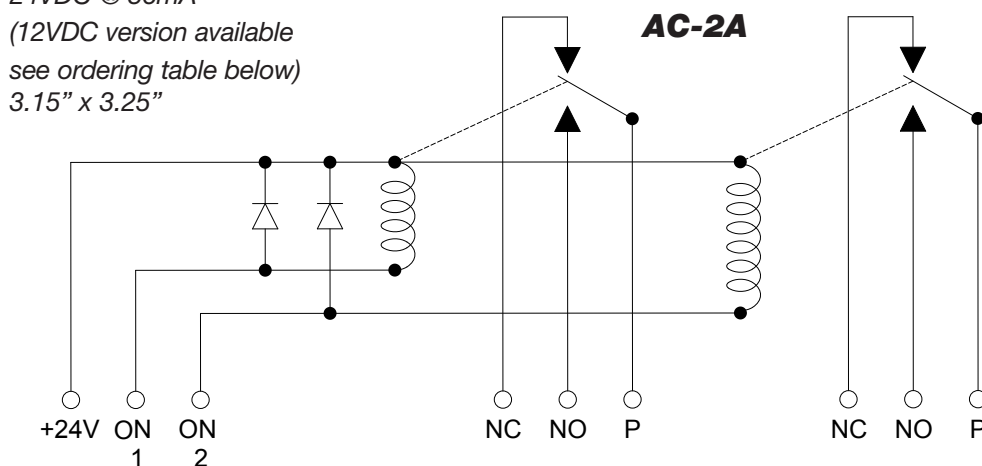 (12VDC version available
see ordering table below)
3.15” x 3.25”
AC-2A
+24V ON 1 ON 2 NC NO P NC NO P